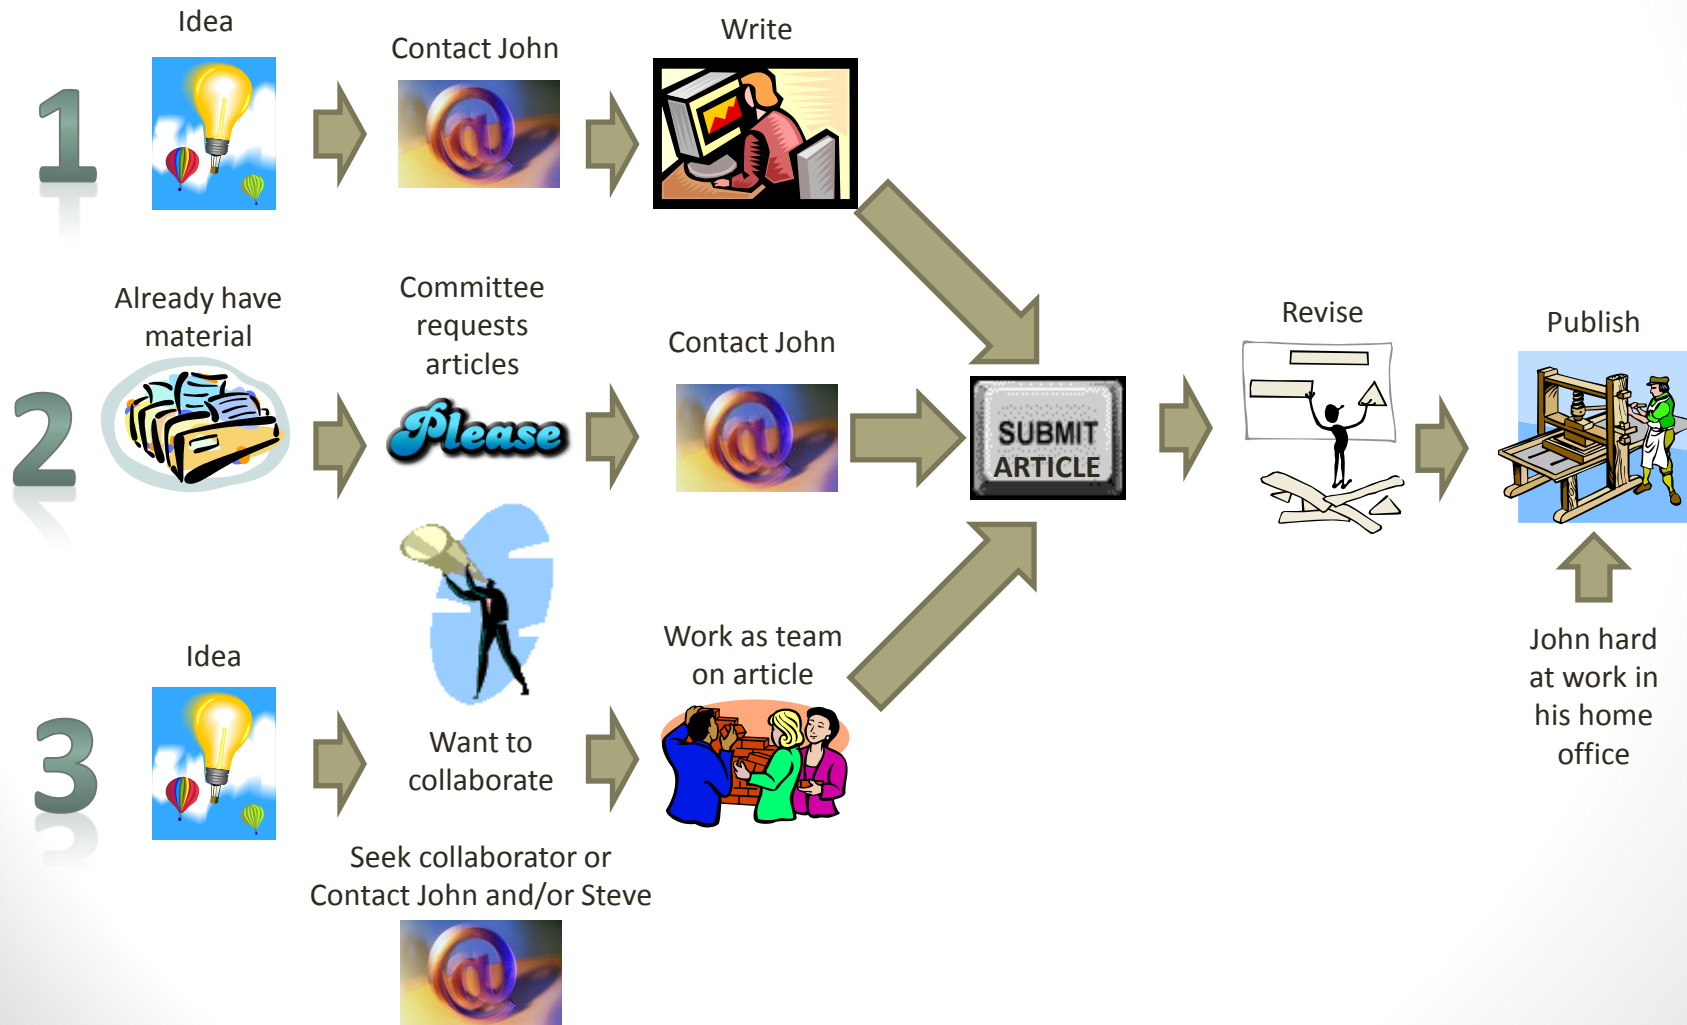 1
Idea
Contact John
Write
2
Already have
material
Committee
requests
articles
Please
Contact John
SUBMIT
ARTICLE
Revise
Publish
John hard
at work in
his home
office
3
Idea
Want to
collaborate
Seek collaborator or
Contact John and/or Steve
Work as team
on article